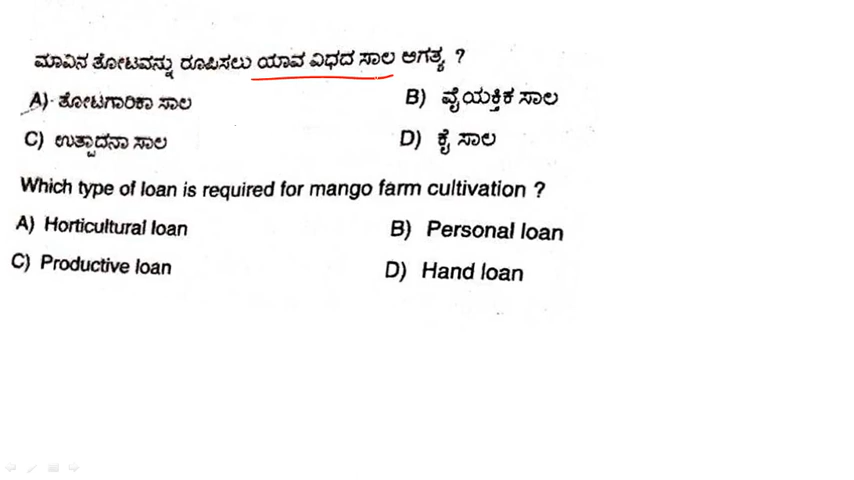 ಮಾವಿನ ತೋಟವನ್ನು ರೂಪಿಸಲು ಯಾವ ವಿಧದ ಸಾಲ ಅಗತ್ಯ ?
A) ತೋಟಗಾರಿಕಾ ಸಾಲ B) ವೈಯಕ್ತಿಕ ಸಾಲ
C) ಉತ್ಪಾದನಾ ಸಾಲ D) ಕೈ ಸಾಲ
Which type of loan is required for mango farm cultivation ?
A) Horticultural loan B) Personal loan
C) Productive loan D) Hand loan